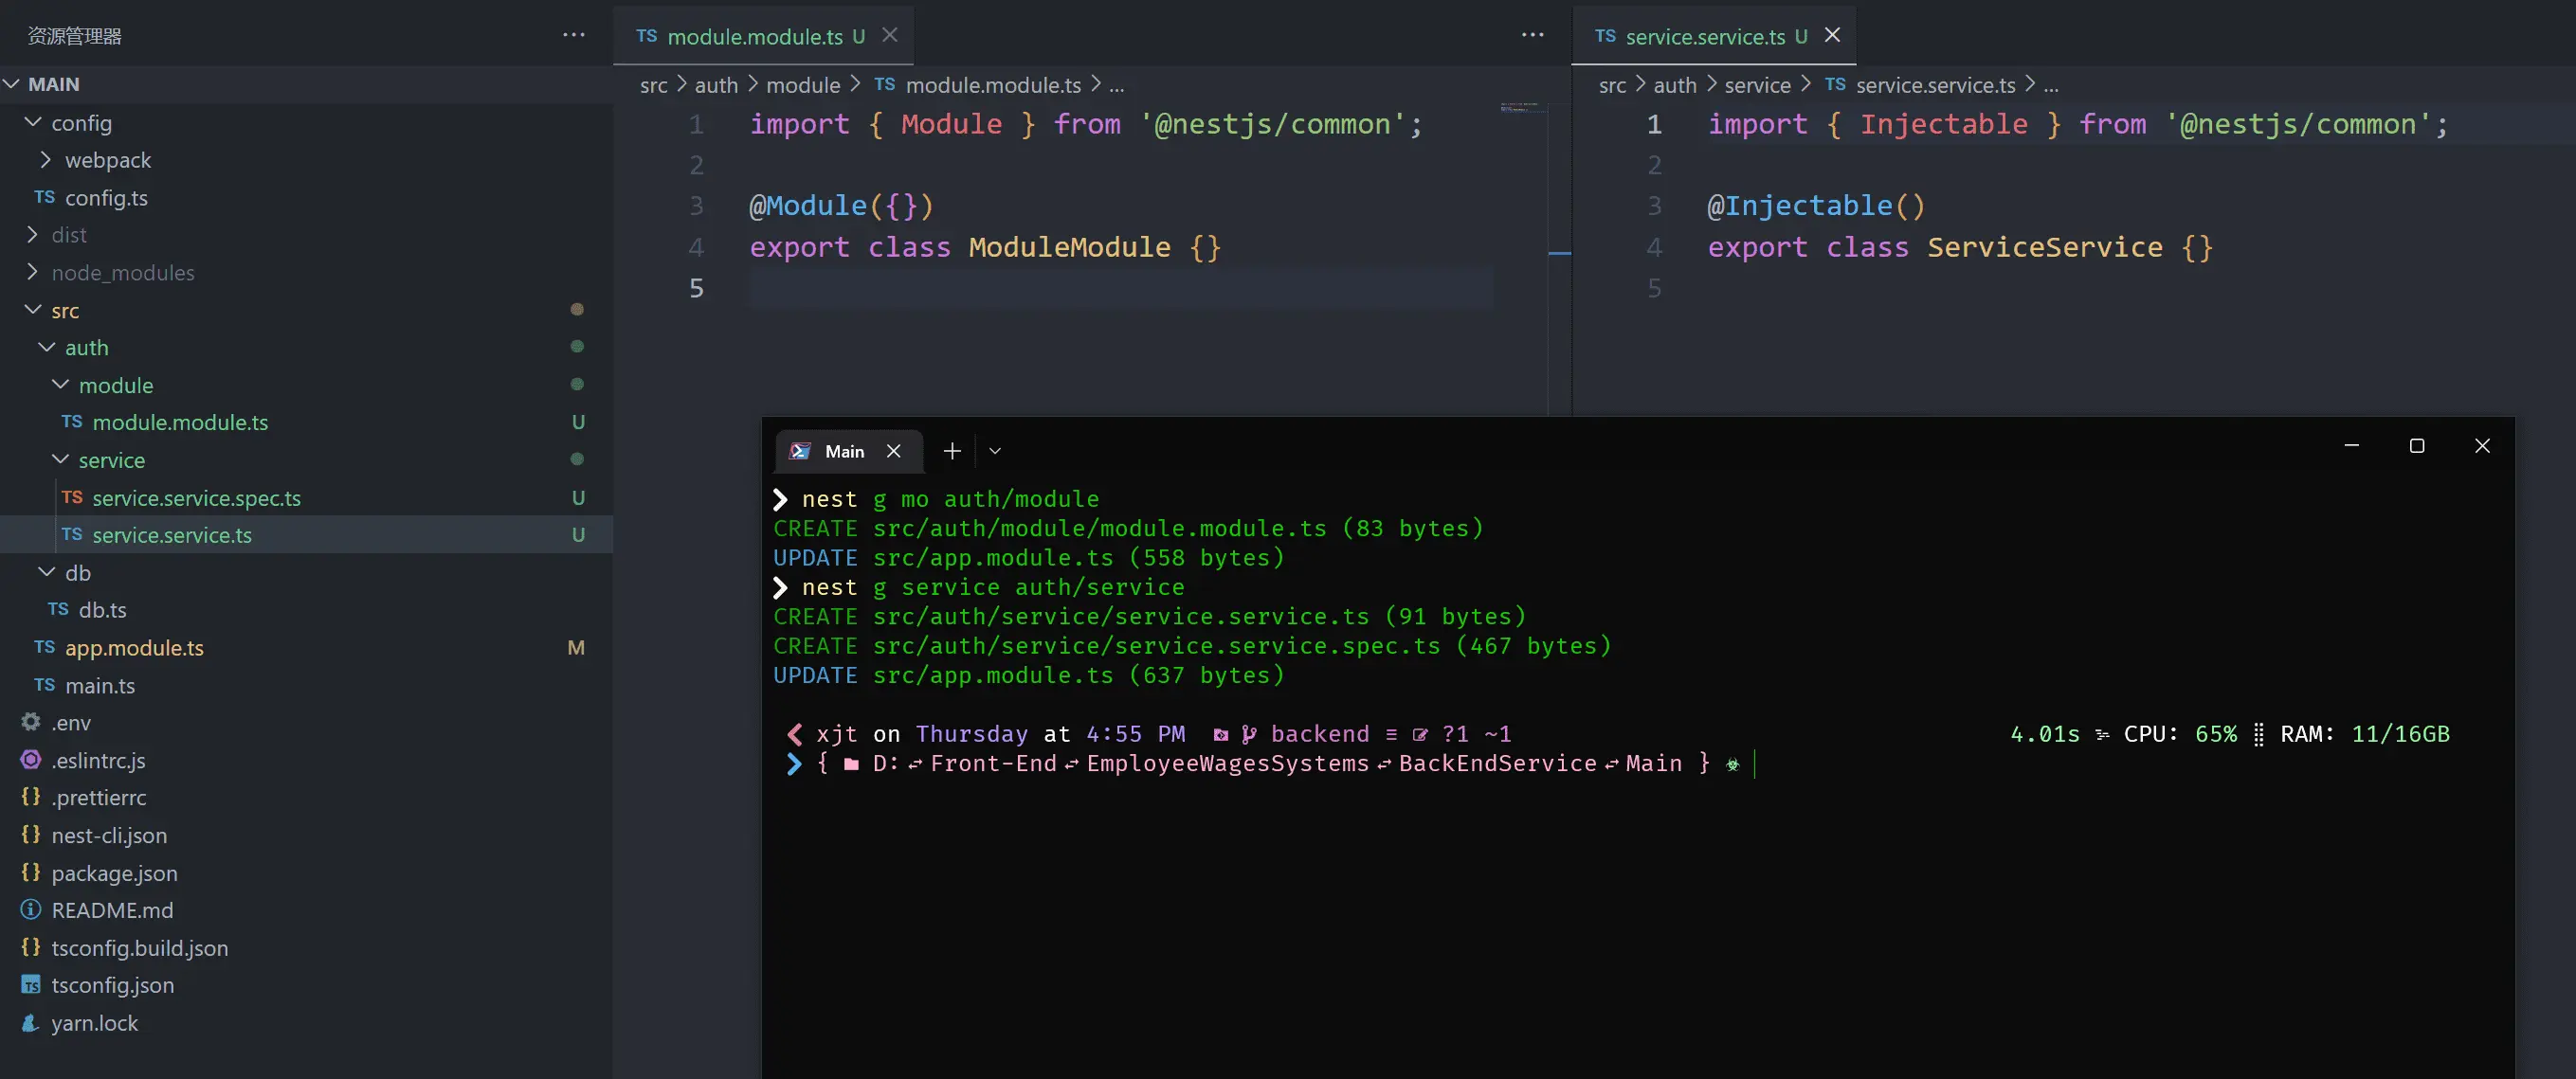 资源管理器
MAIN
config
webpack
TS config.ts
dist
node_modules
src
auth
module
TS module.module.ts U
service
TS service.service.spec.ts U
TS service.service.ts U
db
TS db.ts
TS app.module.ts M
TS main.ts
.env
.eslintrc.js
{} .prettierrc
{} nest-cli.json
{} package.json
README.md
{} tsconfig.build.json
TS tsconfig.json
yarn.lock
TS module.module.ts U
src > auth > module > TS module.module.ts > ...
1 import { Module } from '@nestjs/common';
2
3 @Module({})
4 export class ModuleModule {}
5
TS service.service.ts U
src > auth > service > TS service.service.ts > ...
1 import { Injectable } from '@nestjs/common';
2
3 @Injectable()
4 export class ServiceService {}
5
Main
❯ nest g mo auth/module
CREATE src/auth/module/module.module.ts (83 bytes)
UPDATE src/app.module.ts (558 bytes)
❯ nest g service auth/service
CREATE src/auth/service/service.service.ts (91 bytes)
CREATE src/auth/service/service.service.spec.ts (467 bytes)
UPDATE src/app.module.ts (637 bytes)
❮ xjt on Thursday at 4:55 PM backend ≡ ?1 ~1 4.01s CPU: 65% RAM: 11/16GB
❯ { D: Front-End EmployeeWagesSystems BackEndService Main }